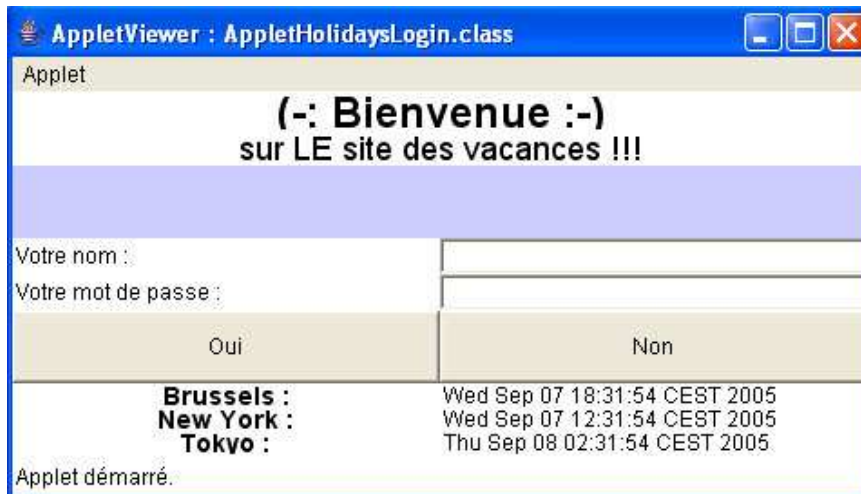 AppletViewer : AppletHolidaysLogin.class
Applet
(-: Bienvenue :-)
sur LE site des vacances !!!
Votre nom :
Votre mot de passe :
Oui Non
Brussels : Wed Sep 07 18:31:54 CEST 2005
New York : Wed Sep 07 12:31:54 CEST 2005
Tokyo : Thu Sep 08 02:31:54 CEST 2005
Applet démarré.